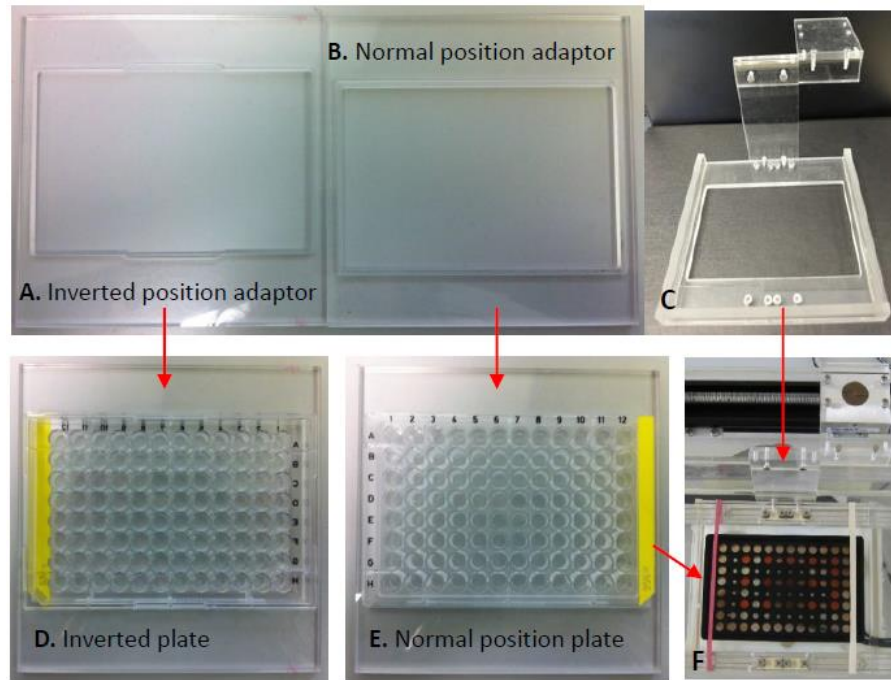 B. Normal position adaptor
A. Inverted position adaptor
C
1 2 3 4 5 6 7 8 9 10 11 12
A
B
C
D
E
F
G
H
A
B
C
D
E
F
G
H
D. Inverted plate
E. Normal position plate
F